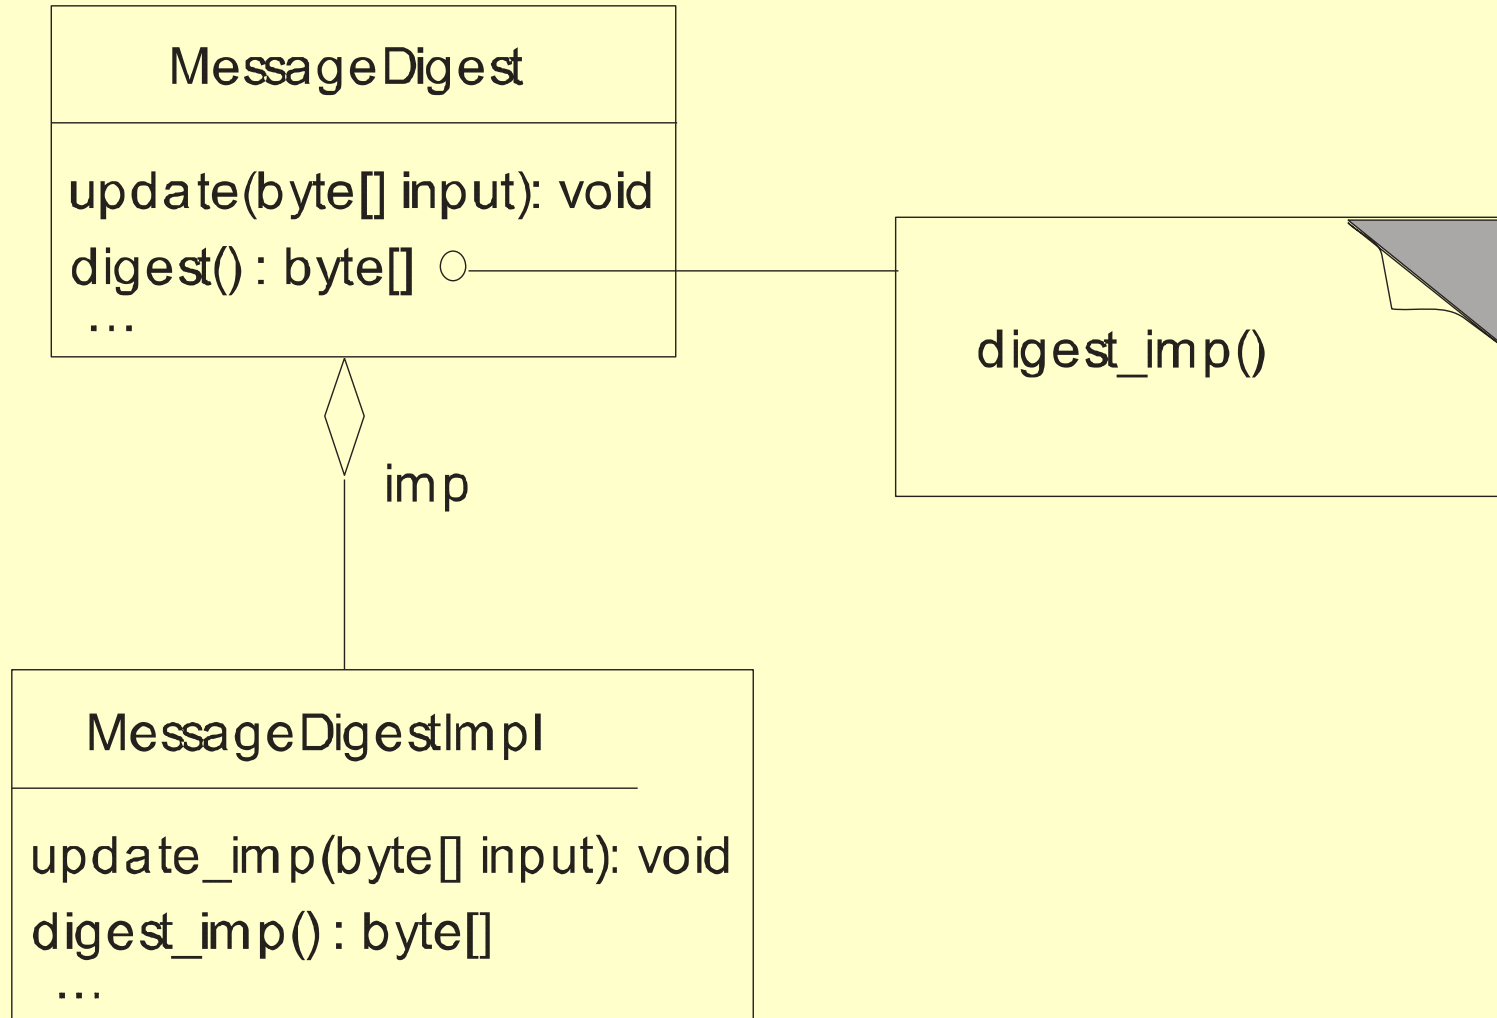 MessageDigest
update(byte[] input): void
digest() : byte[]
...
digest_imp()
imp
MessageDigestImpl
update_imp(byte[] input): void
digest_imp() : byte[]
...